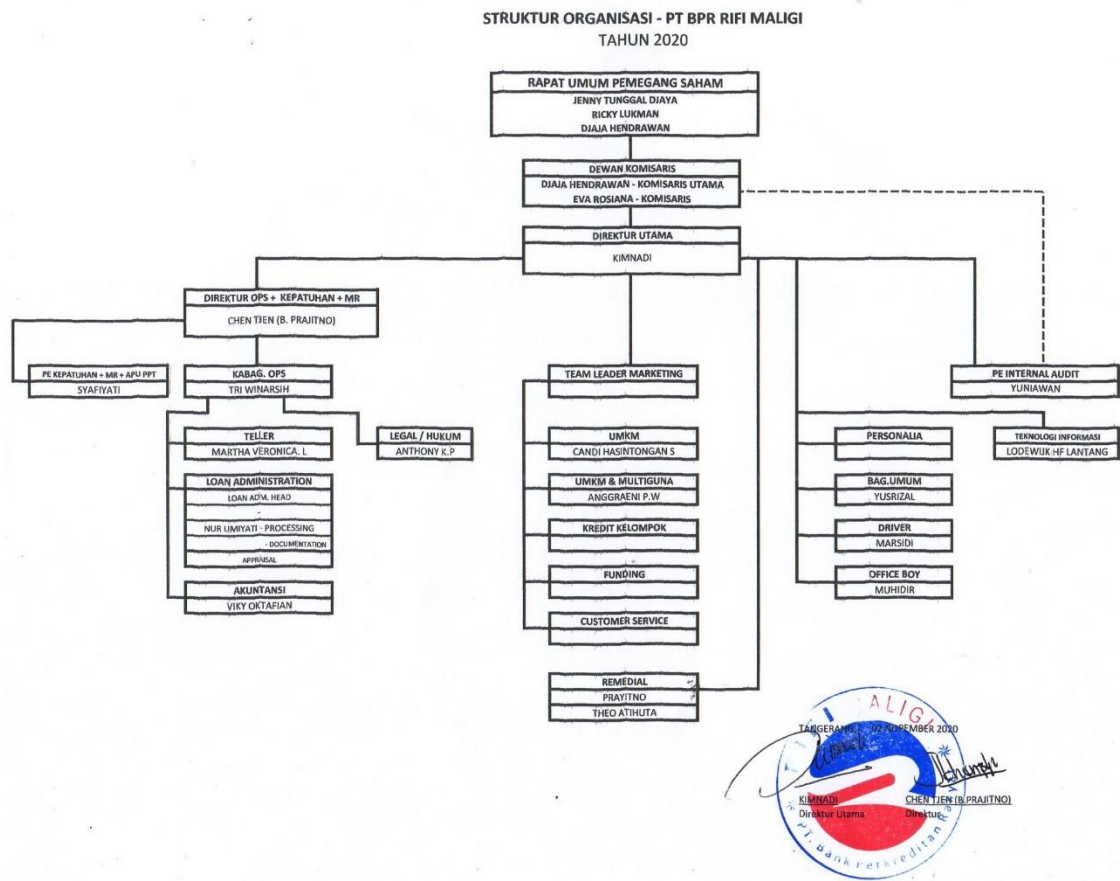 STRUKTUR ORGANISASI - PT BPR RIFI MALIGI
TAHUN 2020
RAPAT UMUM PEMEGANG SAHAM
JENNY TUNGGAL DJAYA
RICKY LUKMAN
DJAJA HENDRAWAN
DEWAN KOMISARIS
DJAJA HENDRAWAN - KOMISARIS UTAMA
EVA ROSIANA - KOMISARIS
DIREKTUR UTAMA
KIMNADI
DIREKTUR OPS + KEPATUHAN + MR
CHEN TJEN (B. PRAJITNO)
PE KEPATUHAN + MR + APU PPT
SYAFIYATI
KABAG. OPS
TRI WINARSIH
TEAM LEADER MARKETING
PE INTERNAL AUDIT
YUNIAWAN
TELLER
MARTHA VERONICA. L
LEGAL / HUKUM
ANTHONY K.P
LOAN ADMINISTRATION
LOAN ADM. HEAD
NUR UMIYATI - PROCESSING
- DOCUMENTATION
APPRAISAL
AKUNTANSI
VIKY OKTAFIAN
UMKM
CANDI HASINTONGAN S
UMKM & MULTIGUNA
ANGGRAENI P.W
KREDIT KELOMPOK
FUNDING
CUSTOMER SERVICE
REMEDIAL
PRAYITNO
THEO ATIHUTA
PERSONALIA
TEKNOLOGI INFORMASI
LODEWIJK HF LANTANG
BAG.UMUM
YUSRIZAL
DRIVER
MARSIDI
OFFICE BOY
MUHIDIR
TANGERANG, 02 NOPEMBER 2020
KIMNADI
Direktur Utama
CHEN TJEN (B.PRAJITNO)
Direktur
ALIGI
PT. Bank Perkreditan